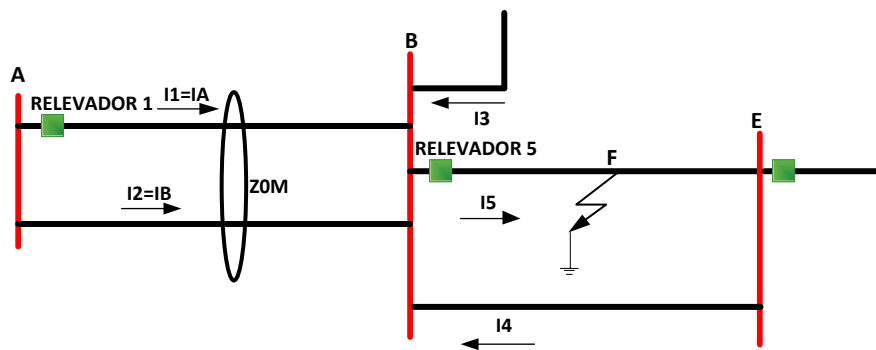 A
RELEVADOR 1
I1=IA
B
I3
RELEVADOR 5
E
F
I2=IB
Z0M
I5
I4